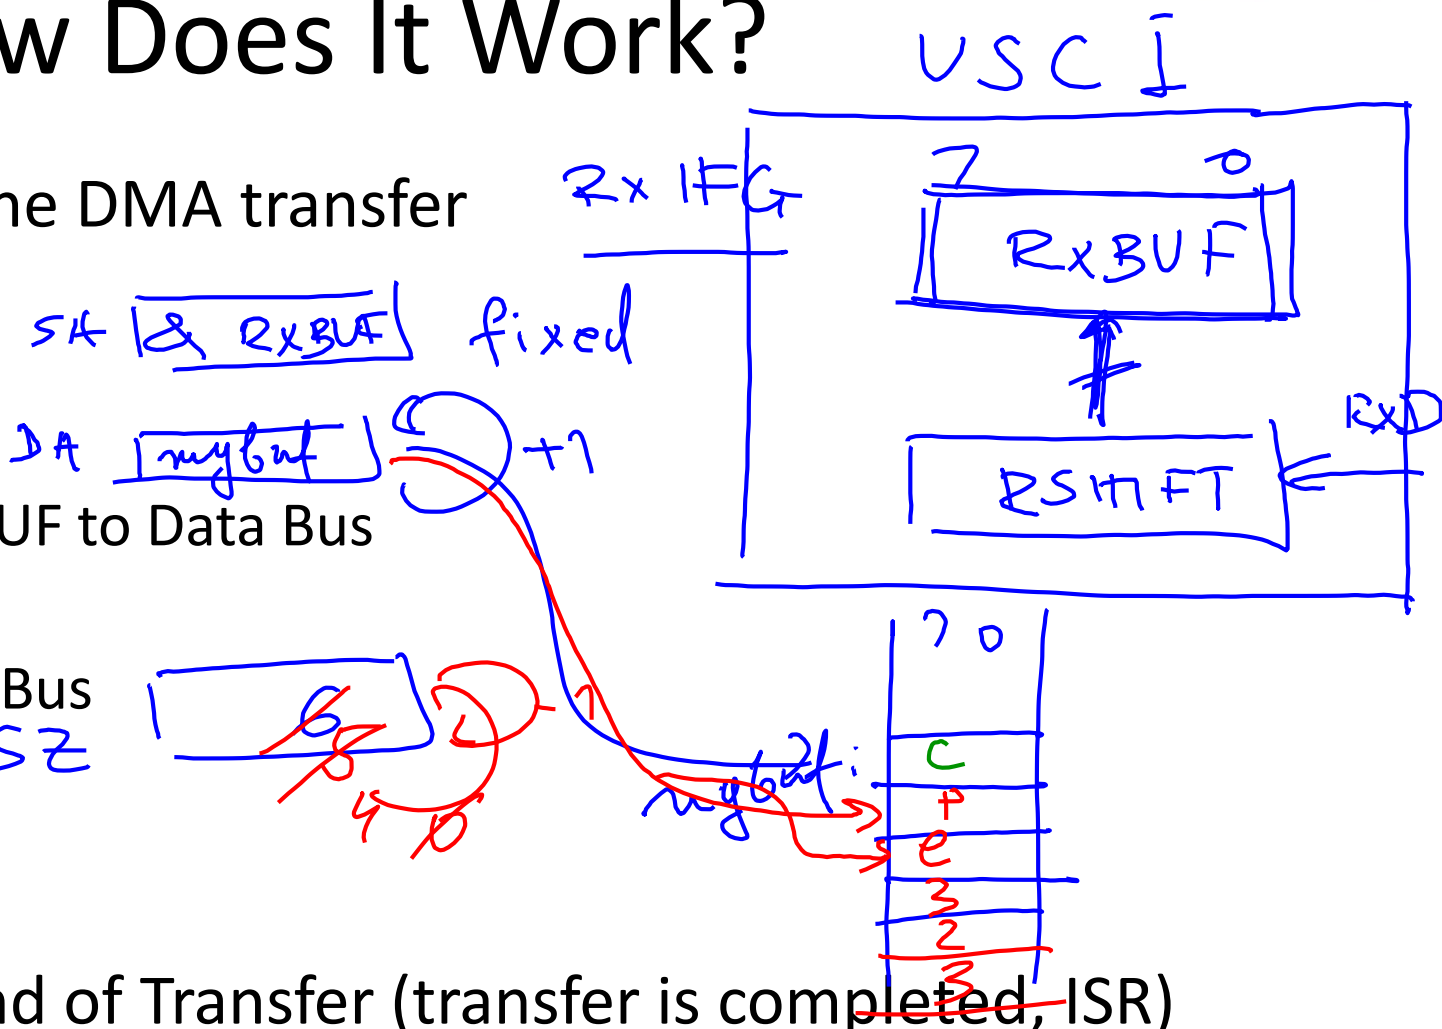 w Does It Work?
USCI
7 0
Rx IFG
he DMA transfer
RxBUF
SA & RxBUF fixed
RxD
DA mybuf +1
RSHIFT
UF to Data Bus
7 0
Bus
6
SZ
5
- 1
4
0
mybuf:
c
t
e
3
2
3
nd of Transfer (transfer is completed, ISR)